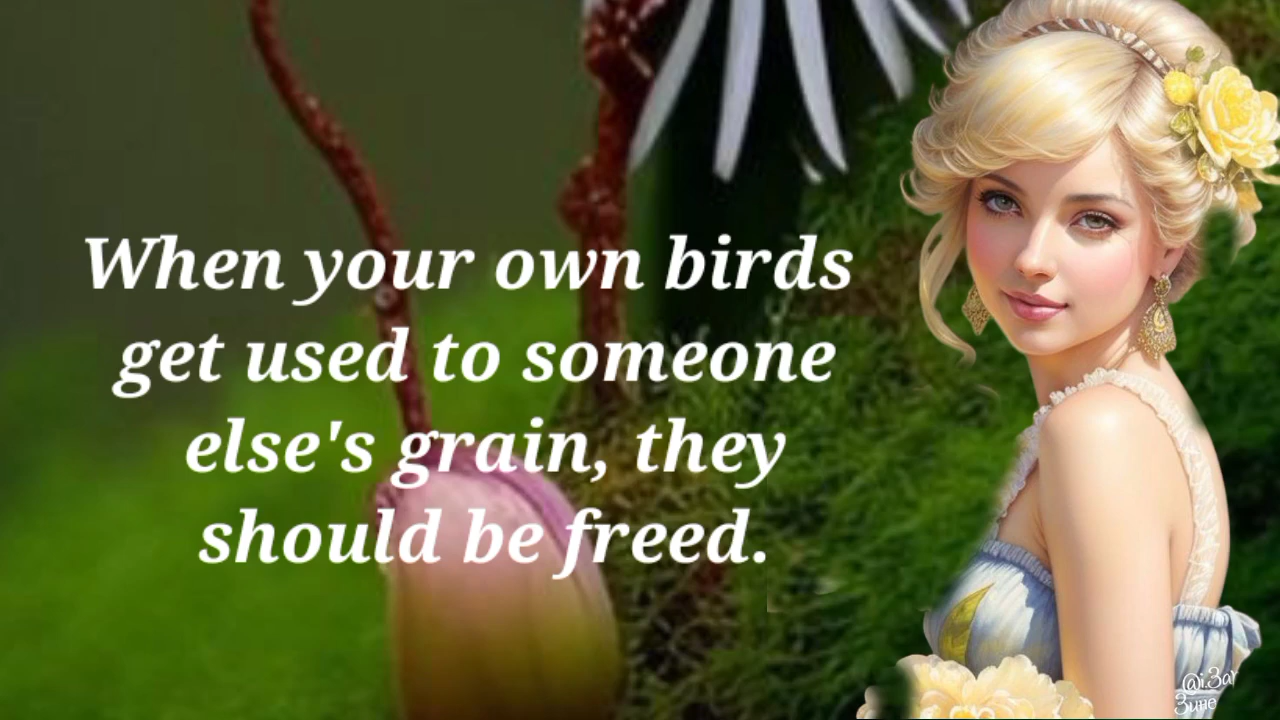 When your own birds
get used to someone
else's grain, they
should be freed.